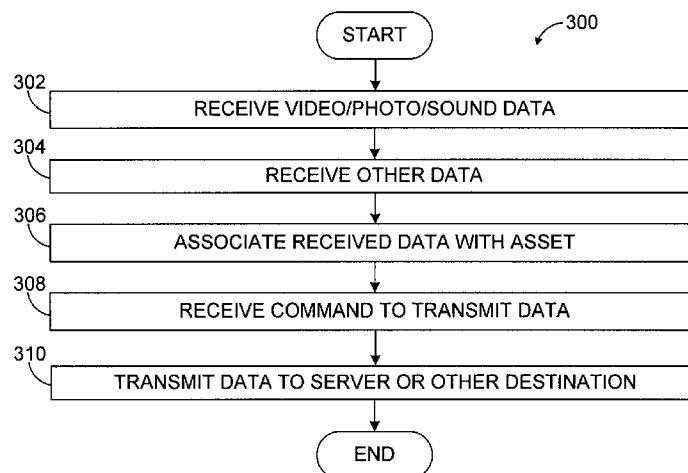 START
300
302
RECEIVE VIDEO/PHOTO/SOUND DATA
304
RECEIVE OTHER DATA
306
ASSOCIATE RECEIVED DATA WITH ASSET
308
RECEIVE COMMAND TO TRANSMIT DATA
310
TRANSMIT DATA TO SERVER OR OTHER DESTINATION
END